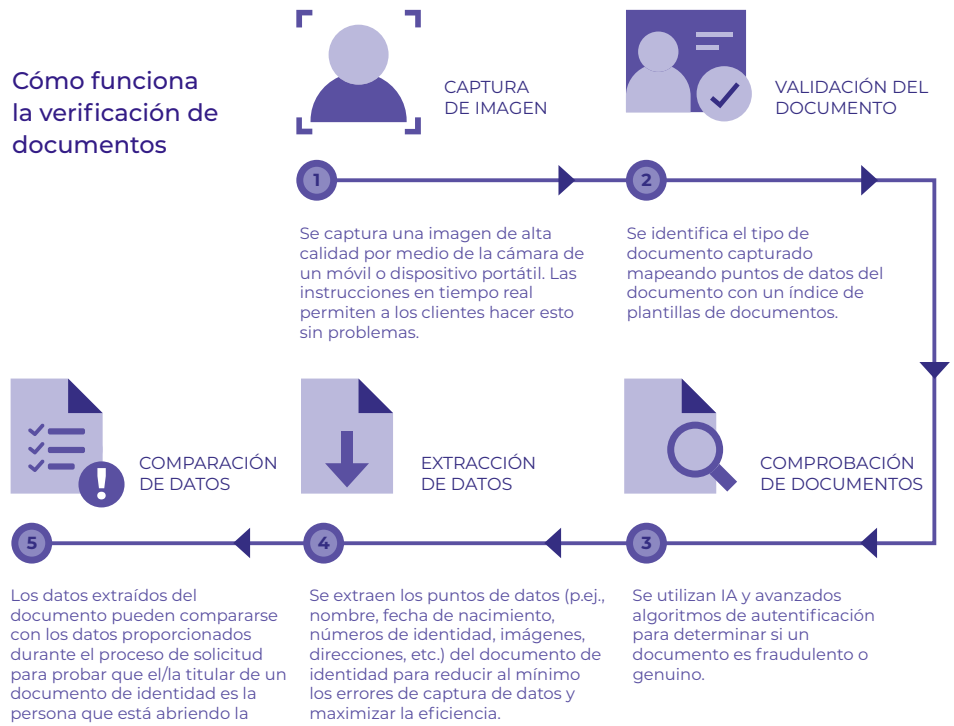 Cómo funciona
la verificación de
documentos
CAPTURA
DE IMAGEN
VALIDACIÓN DEL
DOCUMENTO
1
2
Se captura una imagen de alta
calidad por medio de la cámara de
un móvil o dispositivo portátil. Las
instrucciones en tiempo real
permiten a los clientes hacer esto
sin problemas.
Se identifica el tipo de
documento capturado
mapeando puntos de datos del
documento con un índice de
plantillas de documentos.
COMPROBACIÓN
DE DOCUMENTOS
3
Se utilizan IA y avanzados
algoritmos de autentificación
para determinar si un
documento es fraudulento o
genuino.
EXTRACCIÓN
DE DATOS
4
Se extraen los puntos de datos (p.ej.,
nombre, fecha de nacimiento,
números de identidad, imágenes,
direcciones, etc.) del documento de
identidad para reducir al mínimo
los errores de captura de datos y
maximizar la eficiencia.
COMPARACIÓN
DE DATOS
5
Los datos extraídos del
documento pueden compararse
con los datos proporcionados
durante el proceso de solicitud
para probar que el/la titular de un
documento de identidad es la
persona que está abriendo la